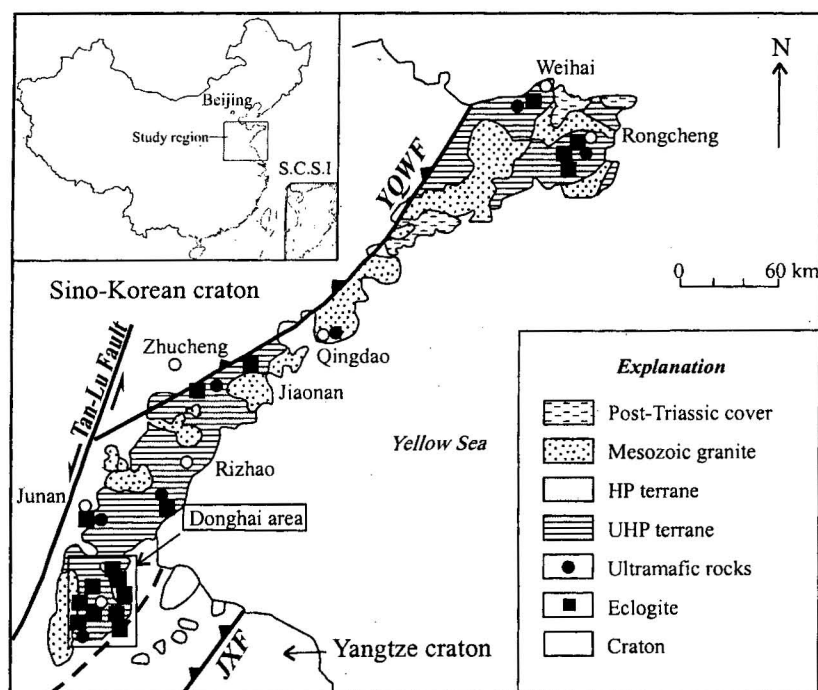 Beijing
Study region
S.C.S.I
Weihai
N
Rongcheng
YQWF
0 60 km
Sino-Korean craton
Tan-Lu Fault
Zhucheng
Qingdao
Jiaonan
Yellow Sea
Rizhao
Junan
Donghai area
JXF
Yangtze craton
Explanation
Post-Triassic cover
Mesozoic granite
HP terrane
UHP terrane
Ultramafic rocks
Eclogite
Craton